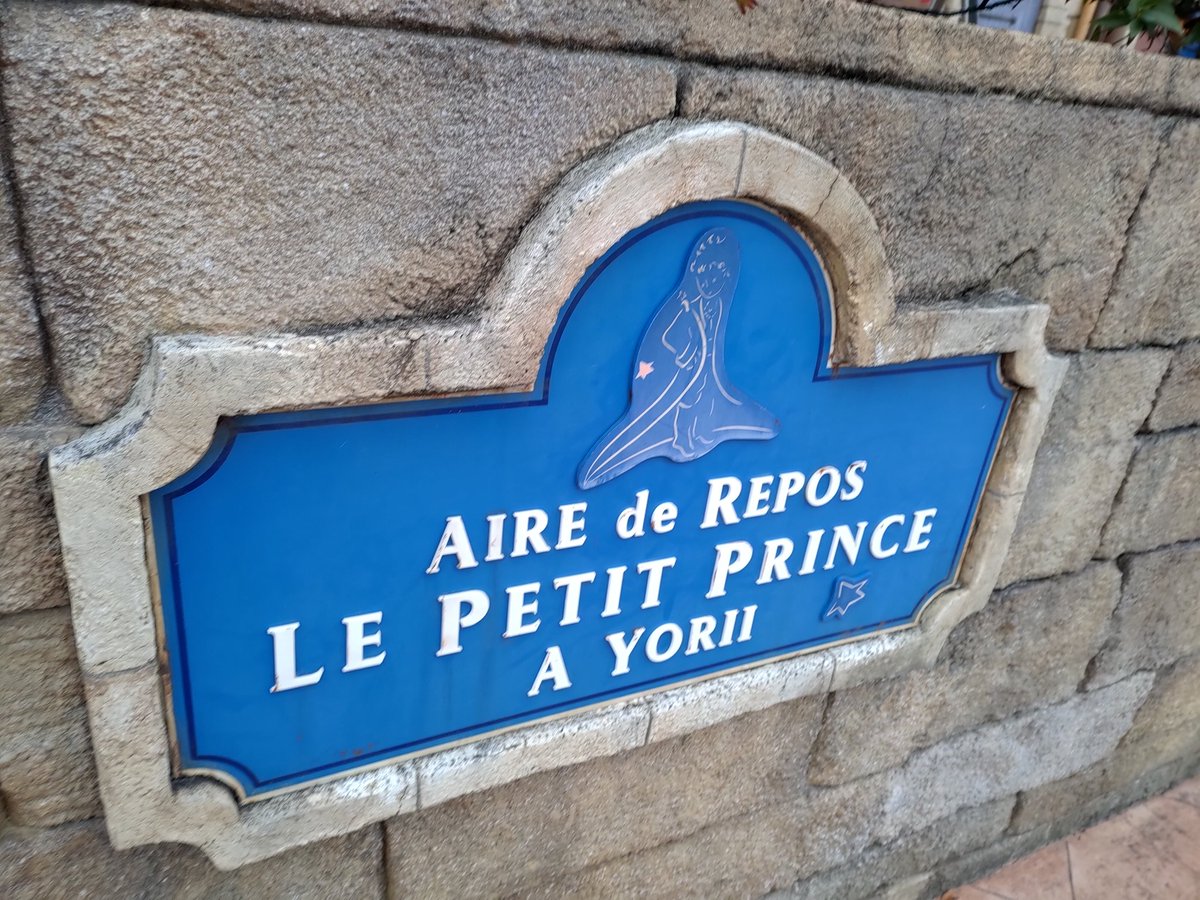 AIRE de REPOS
LE PETIT PRINCE
A YORII